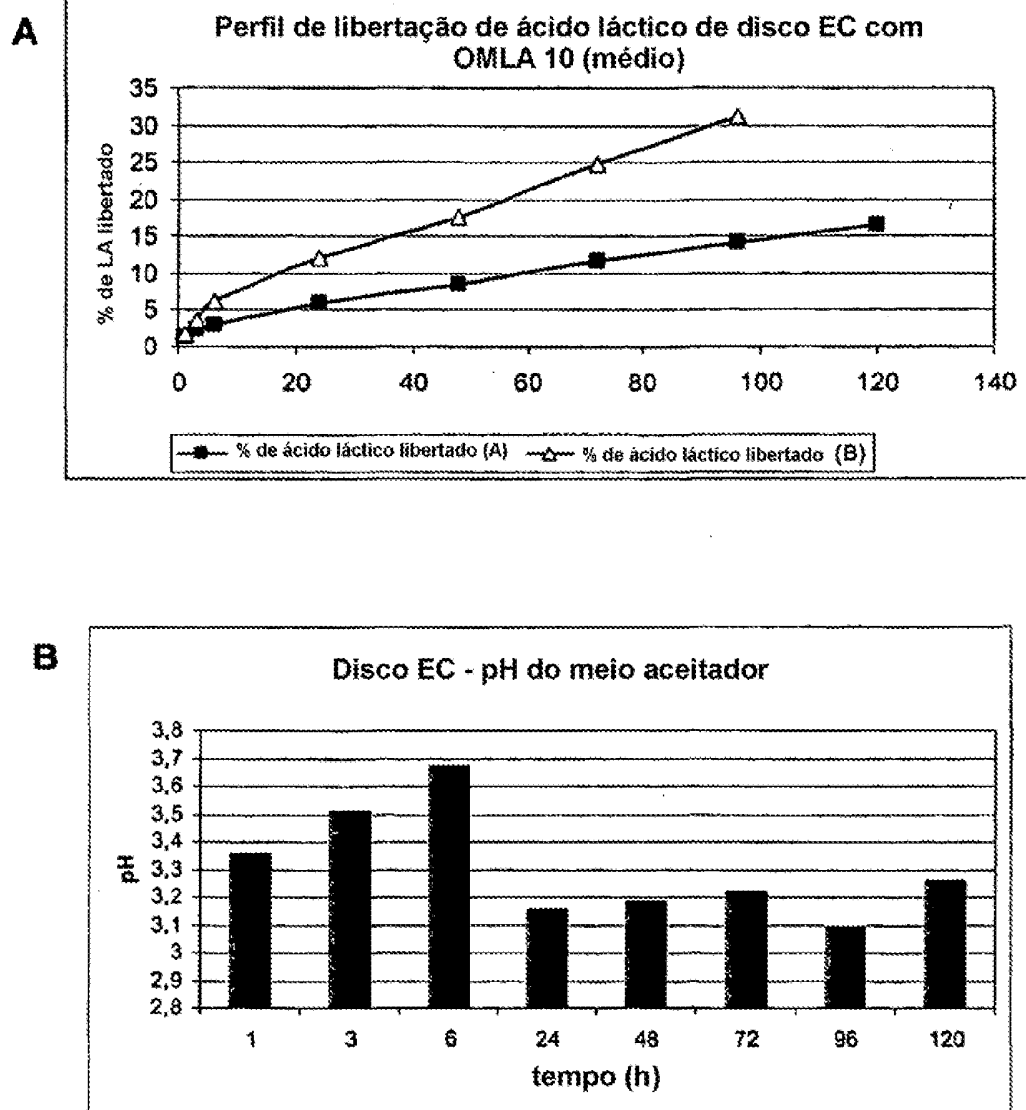 A
Perfil de libertação de ácido láctico de disco EC com
OMLA 10 (médio)
% de LA libertado
35
30
25
20
15
10
5
0
0 20 40 60 80 100 120 140
% de ácido láctico libertado (A) % de ácido láctico libertado (B)
B
Disco EC - pH do meio aceitador
pH
3,8
3,7
3,6
3,5
3,4
3,3
3,2
3,1
3
2,9
2,8
1 3 6 24 48 72 96 120
tempo (h)